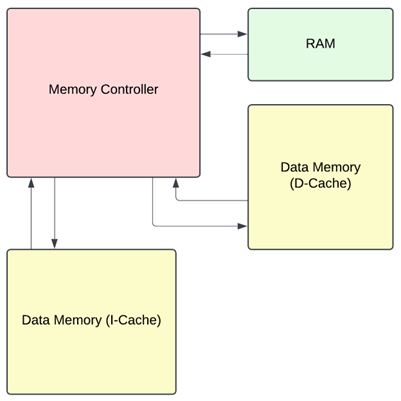 RAM
Memory Controller
Data Memory
(D-Cache)
Data Memory (I-Cache)